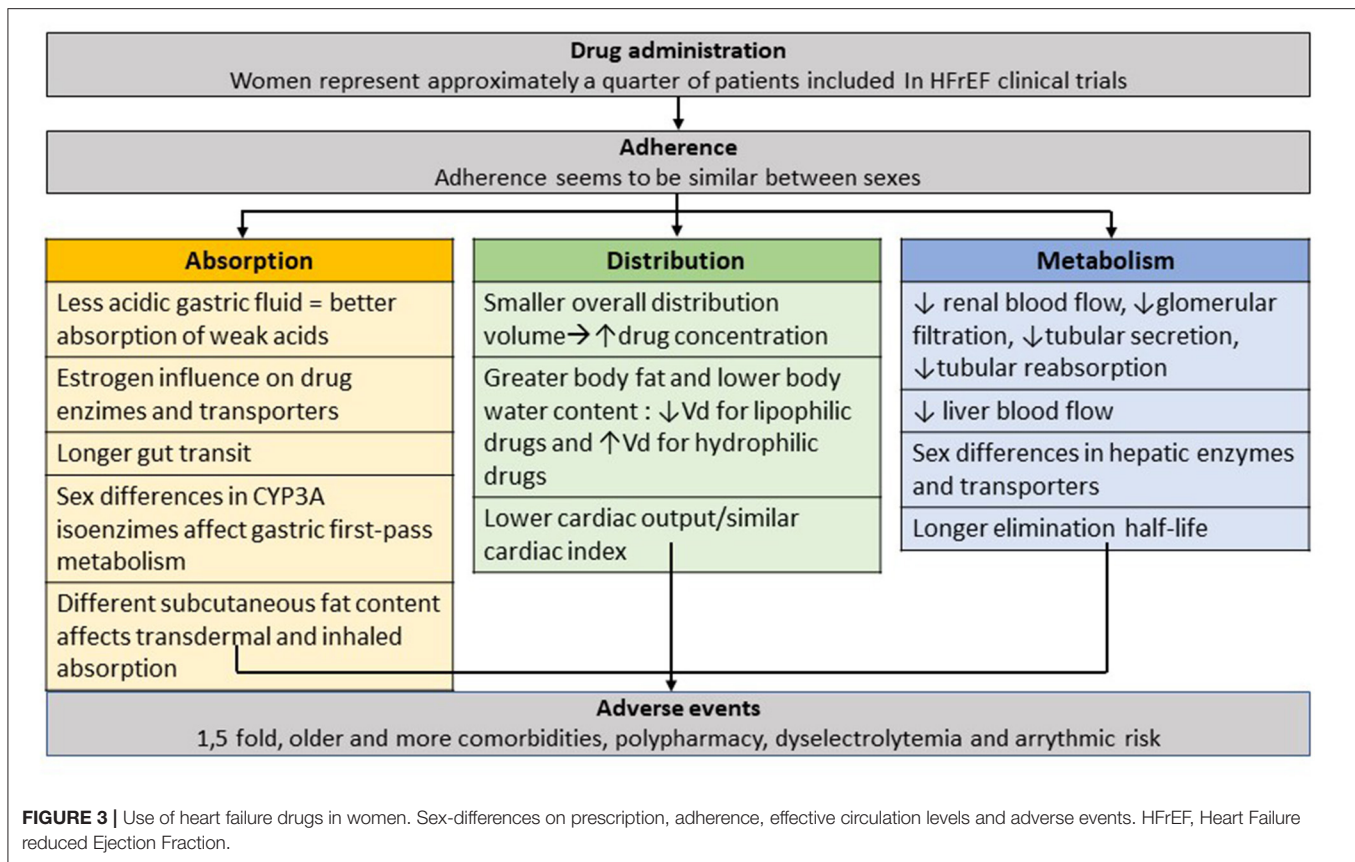 Drug administration
Women represent approximately a quarter of patients included In HFrEF clinical trials
Adherence
Adherence seems to be similar between sexes
Absorption
Less acidic gastric fluid = better
absorption of weak acids
Estrogen influence on drug
enzimes and transporters
Longer gut transit
Sex differences in CYP3A
isoenzimes affect gastric first-pass
metabolism
Different subcutaneous fat content
affects transdermal and inhaled
absorption
Distribution
Smaller overall distribution
volume→ ↑drug concentration
Greater body fat and lower body
water content : ↓Vd for lipophilic
drugs and ↑Vd for hydrophilic
drugs
Lower cardiac output/similar
cardiac index
Metabolism
↓ renal blood flow, ↓glomerular
filtration, ↓tubular secretion,
↓tubular reabsorption
↓ liver blood flow
Sex differences in hepatic enzymes
and transporters
Longer elimination half-life
Adverse events
1,5 fold, older and more comorbidities, polypharmacy, dyselectrolytemia and arrythmic risk
FIGURE 3 | Use of heart failure drugs in women. Sex-differences on prescription, adherence, effective circulation levels and adverse events. HFrEF, Heart Failure
reduced Ejection Fraction.